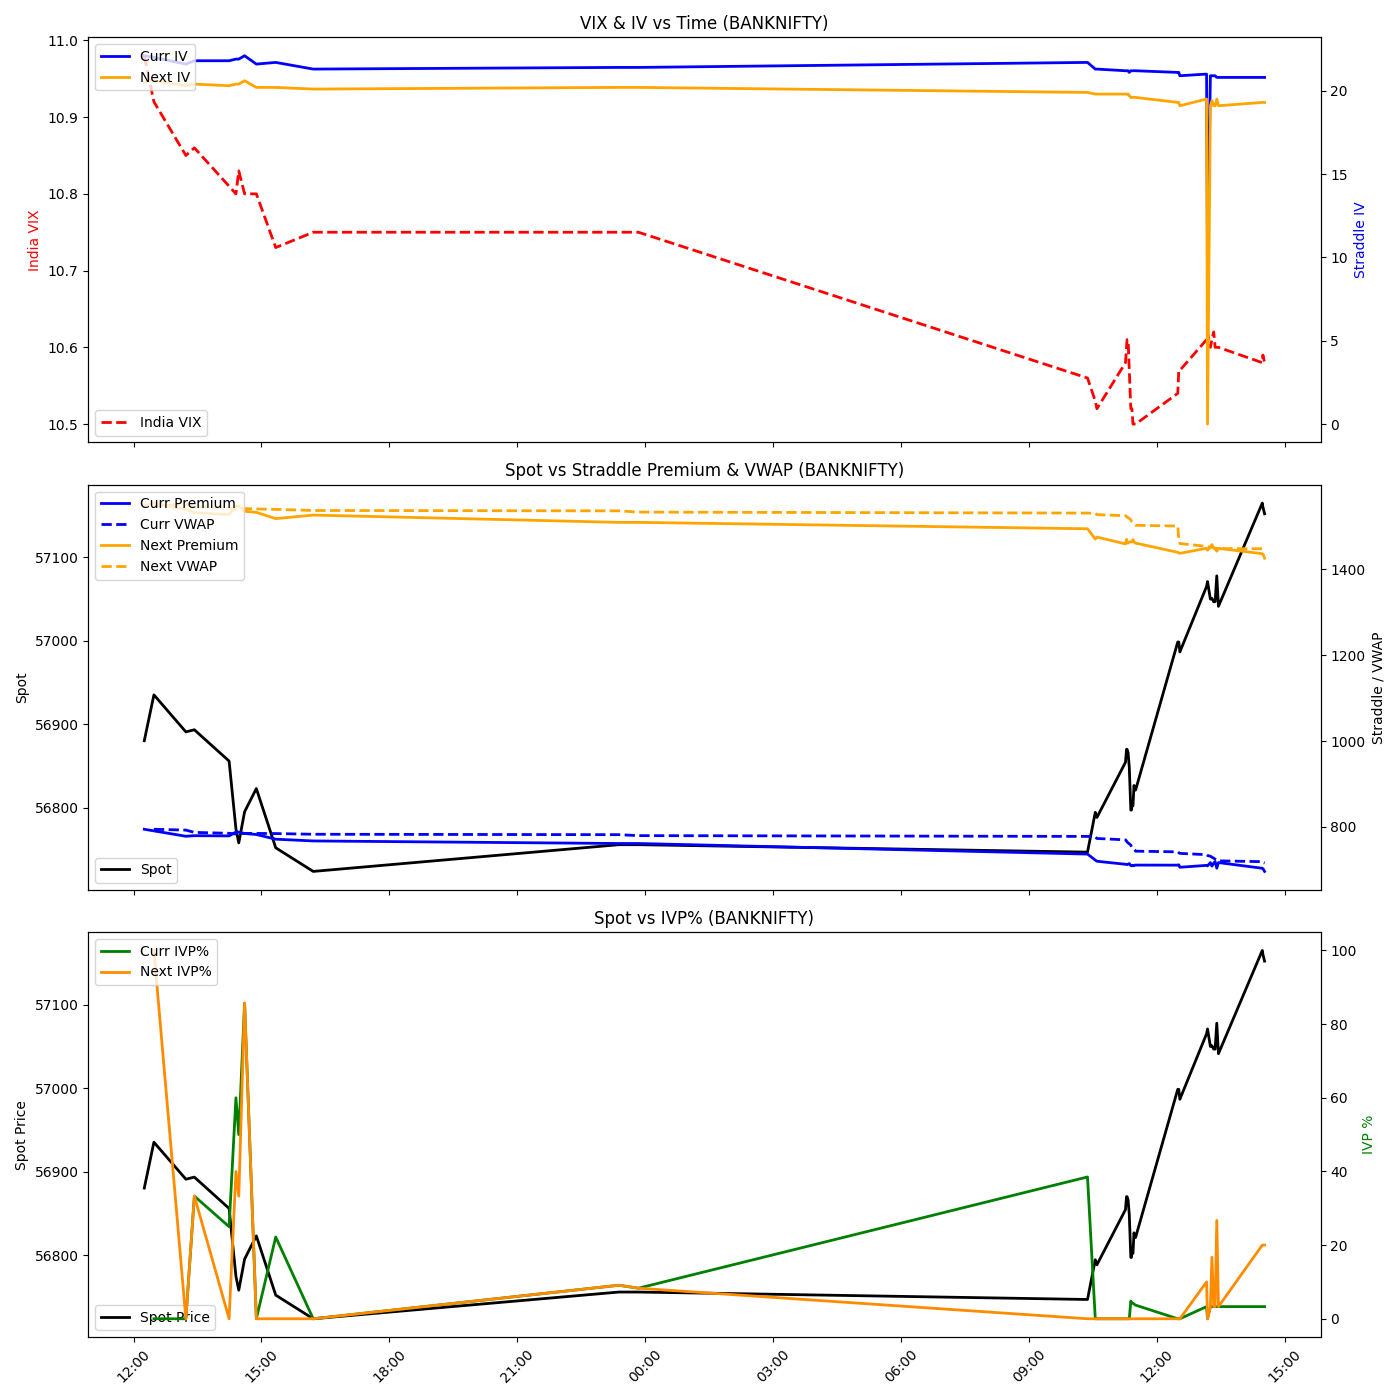 VIX & IV vs Time (BANKNIFTY)
11.0
10.9
10.8
10.7
10.6
10.5
India VIX
Curr IV
Next IV
India VIX
20
15
10
5
0
Straddle IV
Spot vs Straddle Premium & VWAP (BANKNIFTY)
57100
57000
56900
56800
Spot
Curr Premium
Curr VWAP
Next Premium
Next VWAP
Spot
1400
1200
1000
800
Straddle / VWAP
Spot vs IVP% (BANKNIFTY)
57100
57000
56900
56800
Spot Price
Curr IVP%
Next IVP%
Spot Price
100
80
60
40
20
0
IVP %
12:00
15:00
18:00
21:00
00:00
03:00
06:00
09:00
12:00
15:00